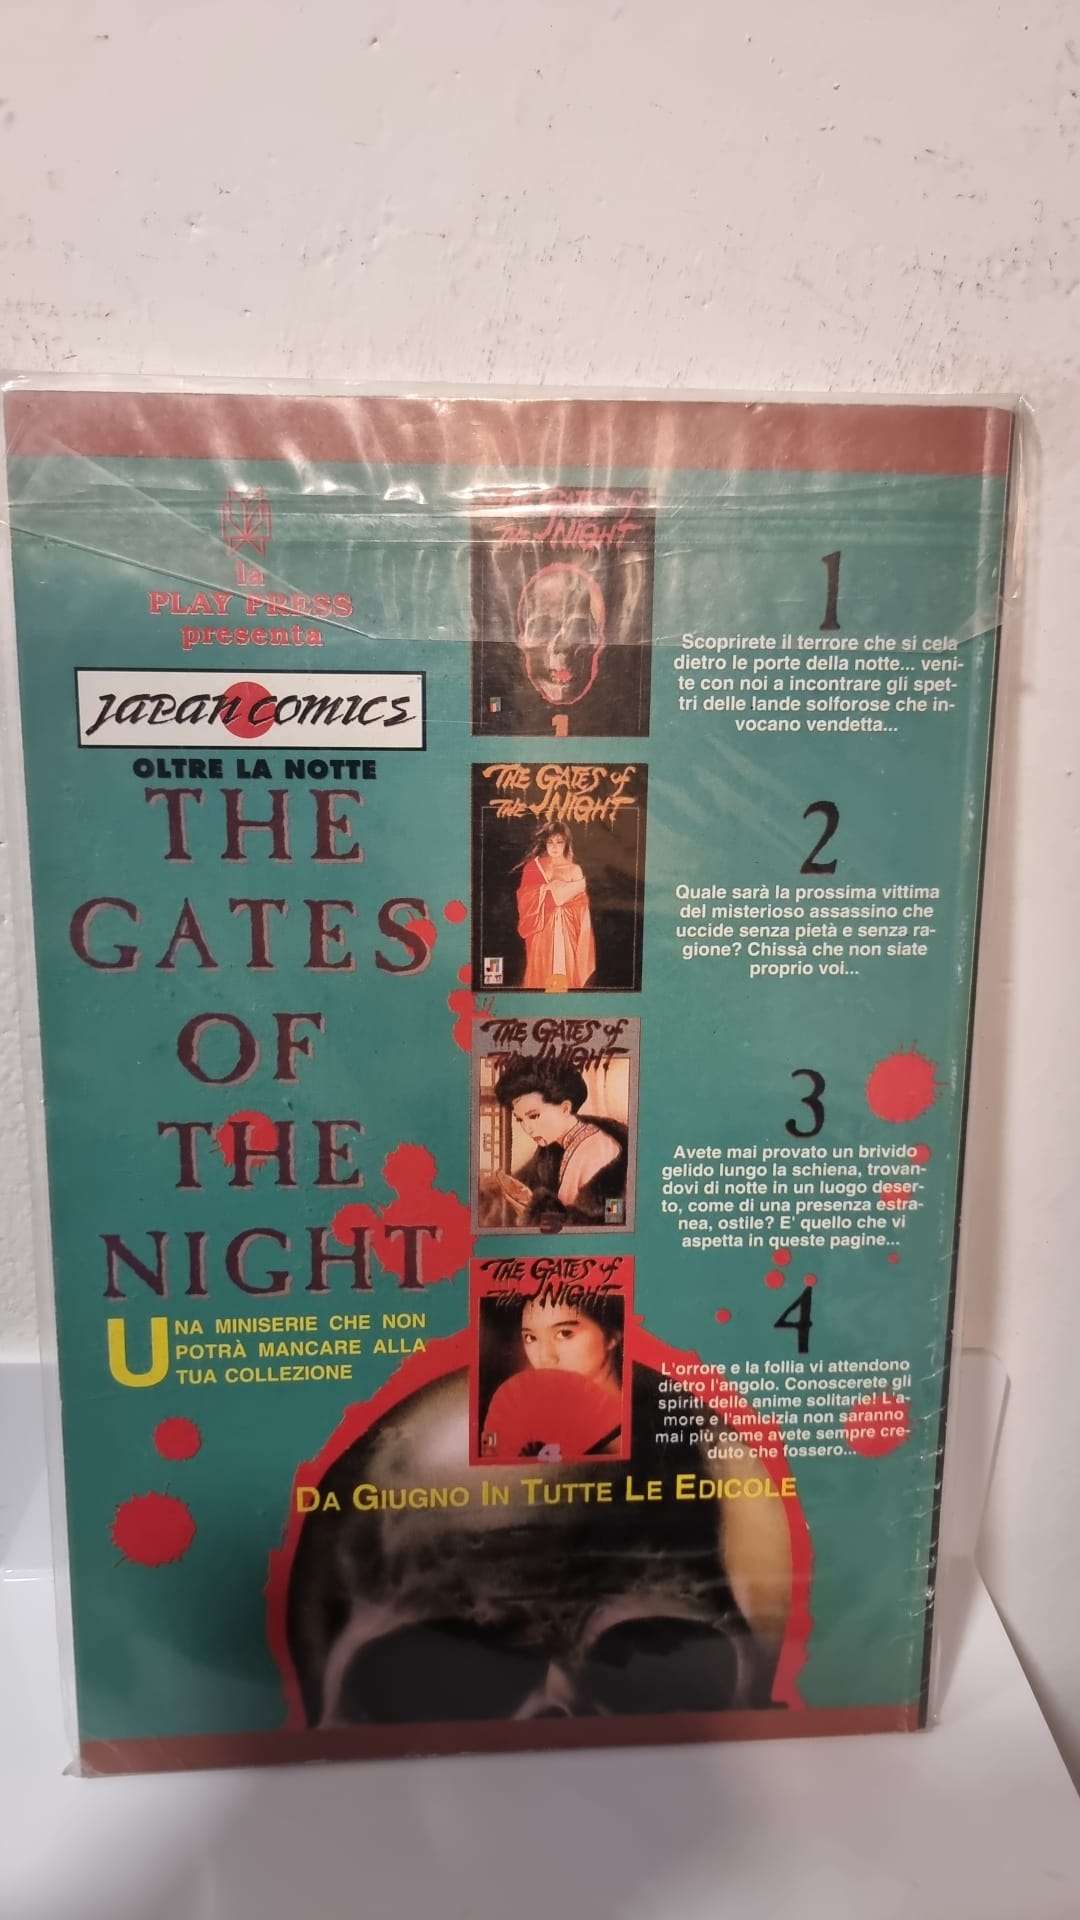 la
PLAY PRESS
presenta
JAPAN COMICS
OLTRE LA NOTTE
THE
GATES
OF
THE
NIGHT
UNA MINISERIE CHE NON
POTRÀ MANCARE ALLA
TUA COLLEZIONE
THE GATES of
THE NIGHT
1
1
Scoprirete il terrore che si cela
dietro le porte della notte... veni-
te con noi a incontrare gli spet-
tri delle lande solforose che in-
vocano vendetta...
THE GATES of
THE NIGHT
2
2
Quale sarà la prossima vittima
del misterioso assassino che
uccide senza pietà e senza ra-
gione? Chissà che non siate
proprio voi...
THE GATES of
THE NIGHT
3
3
Avete mai provato un brivido
gelido lungo la schiena, trovan-
dovi di notte in un luogo deser-
to, come di una presenza estra-
nea, ostile? E' quello che vi
aspetta in queste pagine...
THE GATES of
THE NIGHT
4
4
L'orrore e la follia vi attendono
dietro l'angolo. Conoscerete gli
spiriti delle anime solitarie! L'a-
more e l'amicizia non saranno
mai più come avete sempre cre-
duto che fossero...
DA GIUGNO IN TUTTE LE EDICOLE